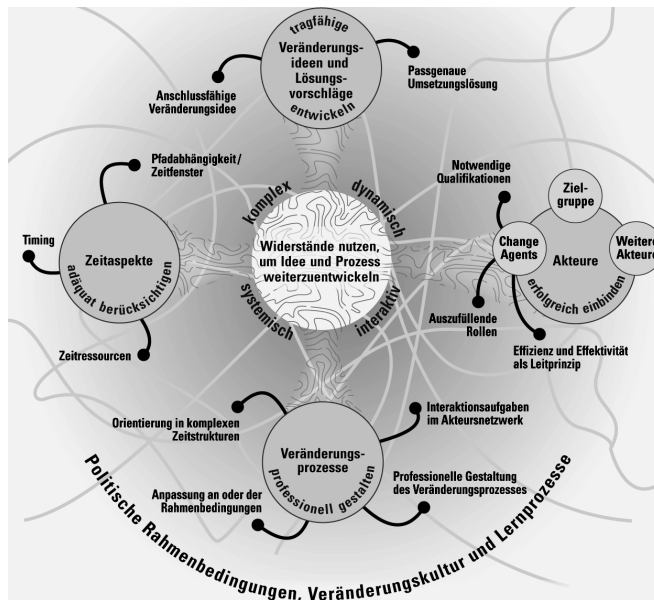 tragfähige
Veränderungs-
ideen und
Lösungs-
vorschläge
entwickeln
Anschlussfähige
Veränderungsidee
Passgenaue
Umsetzungslösung
Pfadabhängigkeit/
Zeitfenster
Timing
Zeitaspekte
adäquat berücksichtigen
Zeitressourcen
komplex
dynamisch
Widerstände nutzen,
um Idee und Prozess
weiterzuentwickeln
systemisch
interaktiv
Notwendige
Qualifikationen
Ziel-
gruppe
Change
Agents
Akteure
Weitere
Akteure
erfolgreich einbinden
Auszufüllende
Rollen
Effizienz und Effektivität
als Leitprinzip
Orientierung in komplexen
Zeitstrukturen
Interaktionsaufgaben
im Akteursnetzwerk
Veränderungs-
prozesse
professionell gestalten
Anpassung an oder der
Rahmenbedingungen
Professionelle Gestaltung
des Veränderungsprozesses
Politische Rahmenbedingungen, Veränderungskultur und Lernprozesse